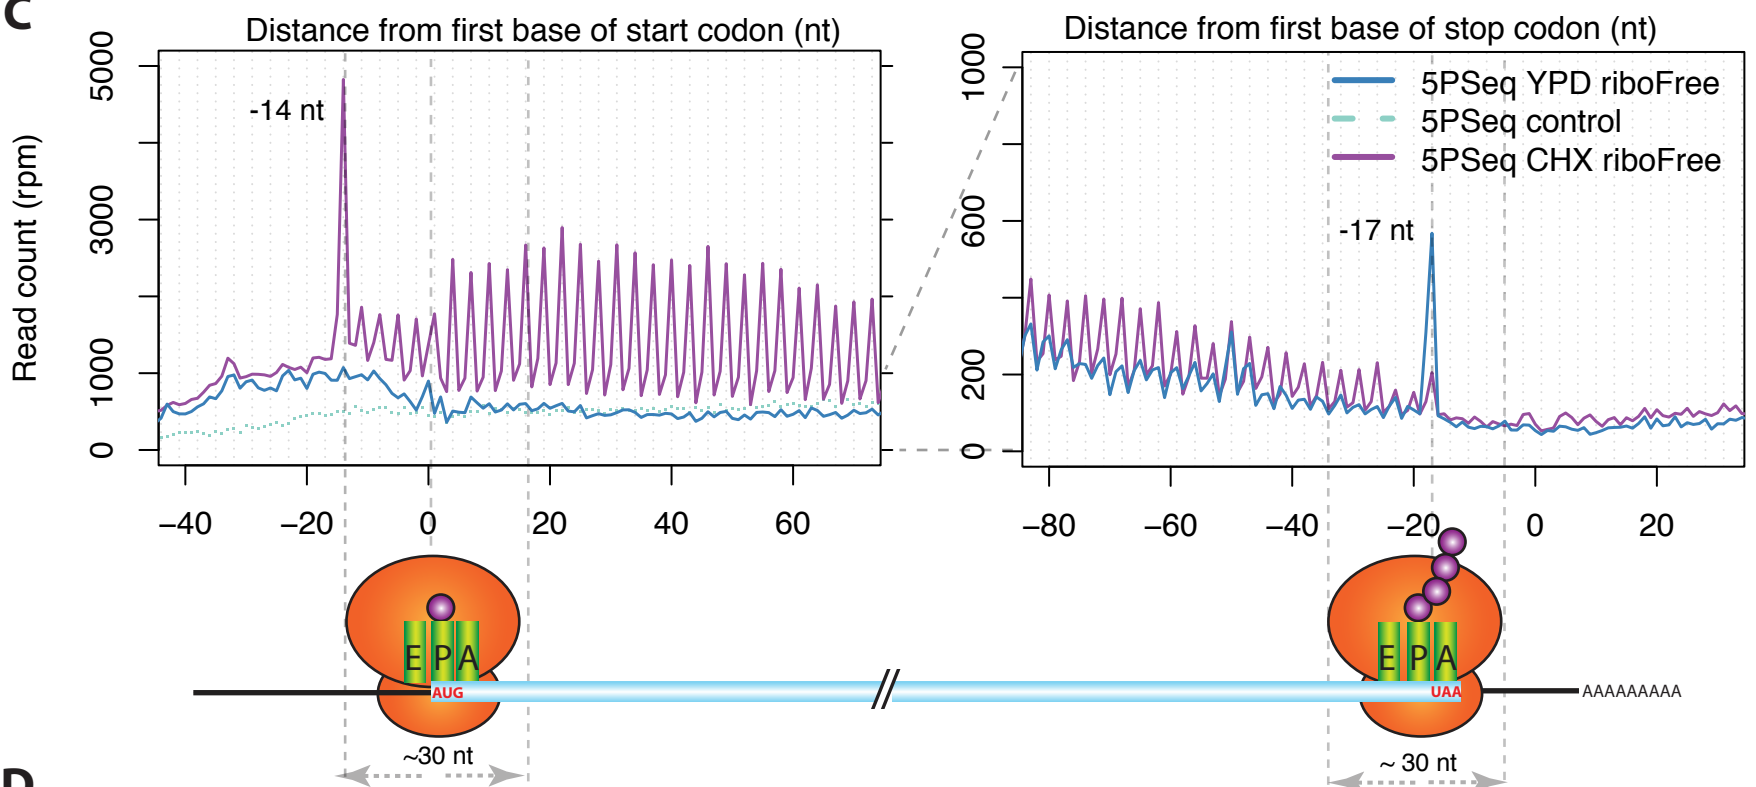 C
Distance from first base of start codon (nt)
Distance from first base of stop codon (nt)
Read count (rpm)
5000
3000
1000
0
-14 nt
−40 −20 0 20 40 60
1000
600
200
0
5PSeq YPD riboFree
5PSeq control
5PSeq CHX riboFree
-17 nt
−80 −60 −40 −20 0 20
E P A
AUG
~30 nt
E P A
UAA
AAAAAAAAA
~ 30 nt
D